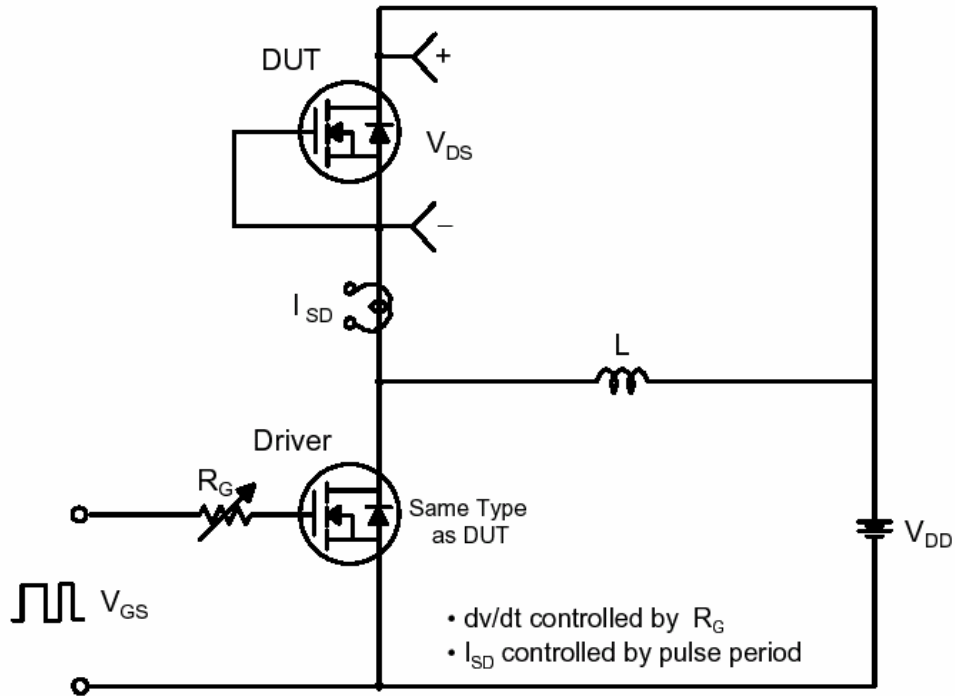 DUT
+
V_DS
−
I_SD
L
Driver
R_G
Same Type
as DUT
V_DD
V_GS
• dv/dt controlled by R_G
• I_SD controlled by pulse period